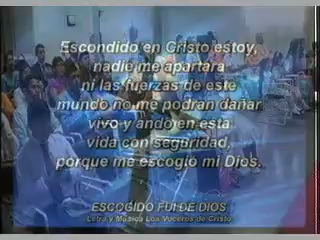 Escondido en Cristo estoy,
nadie me apartara
ni las fuerzas de este
mundo no me podran dañar
vivo y ando en esta
vida con seguridad,
porque me escogio mi Dios.
ESCOGIDO FUI DE DIOS
Letra y Musica Los Voceros de Cristo